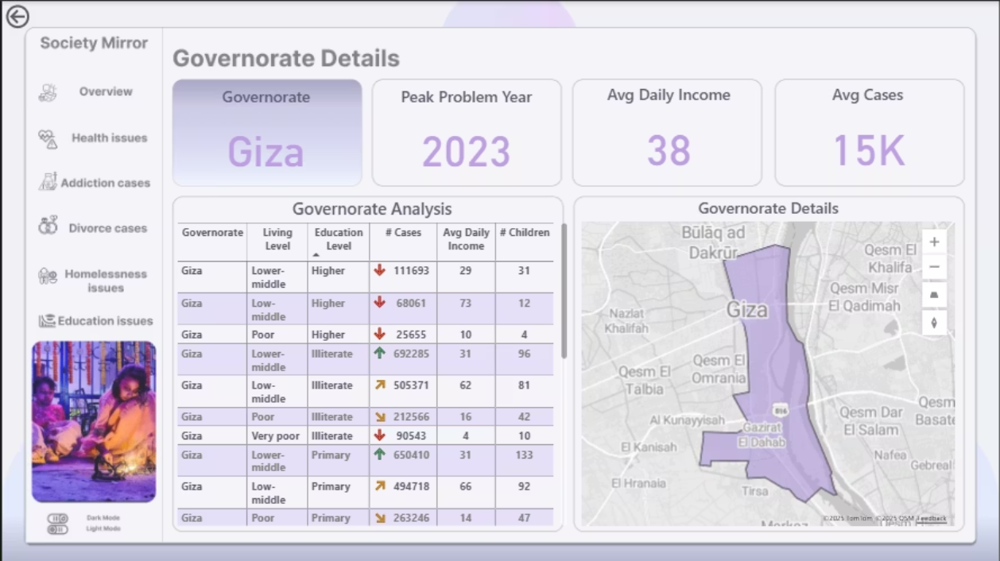 Society Mirror
Overview
Health issues
Addiction cases
Divorce cases
Homelessness
issues
Education issues
Dark Mode
Light Mode
Governorate Details
Governorate
Giza
Peak Problem Year
2023
Avg Daily Income
38
Avg Cases
15K
Governorate Analysis
Governorate Living Level Education Level # Cases Avg Daily Income # Children
Giza Lower-middle Higher 111693 29 31
Giza Low-middle Higher 68061 73 12
Giza Poor Higher 25655 10 4
Giza Lower-middle Illiterate 692285 31 96
Giza Low-middle Illiterate 505371 62 81
Giza Poor Illiterate 212566 16 42
Giza Very poor Illiterate 90543 4 10
Giza Lower-middle Primary 650410 31 133
Giza Low-middle Primary 494718 66 92
Giza Poor Primary 263246 14 47
Governorate Details
Būlāq ad
Dakrūr
Qesm El
Khalifa
Qesm Misr
El Qadimah
Giza
Nazlat
Khalifah
Qesm El
Omrania
Qesm El
Talbia
816
Qesm
Basate
Qesm Dar
El Salam
Al Kunayyisah
Gazirat
El Dahab
El Kanisah
Nafea
Gebreal
El Hranaia
Tirsa
©2025 TomTom ©2025 OSM Feedback